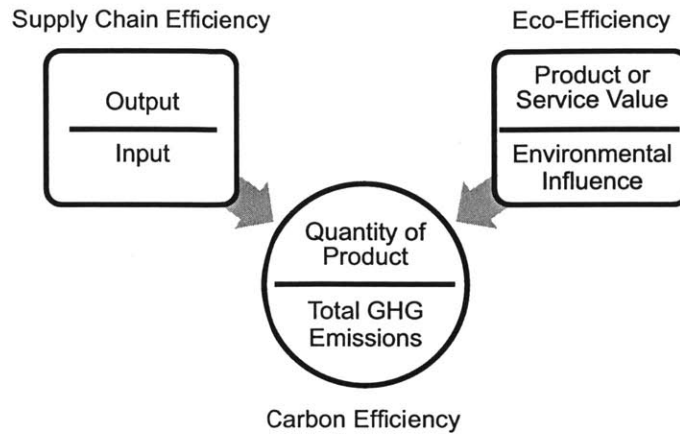 Supply Chain Efficiency
Output
Input
Eco-Efficiency
Product or
Service Value
Environmental
Influence
Quantity of
Product
Total GHG
Emissions
Carbon Efficiency